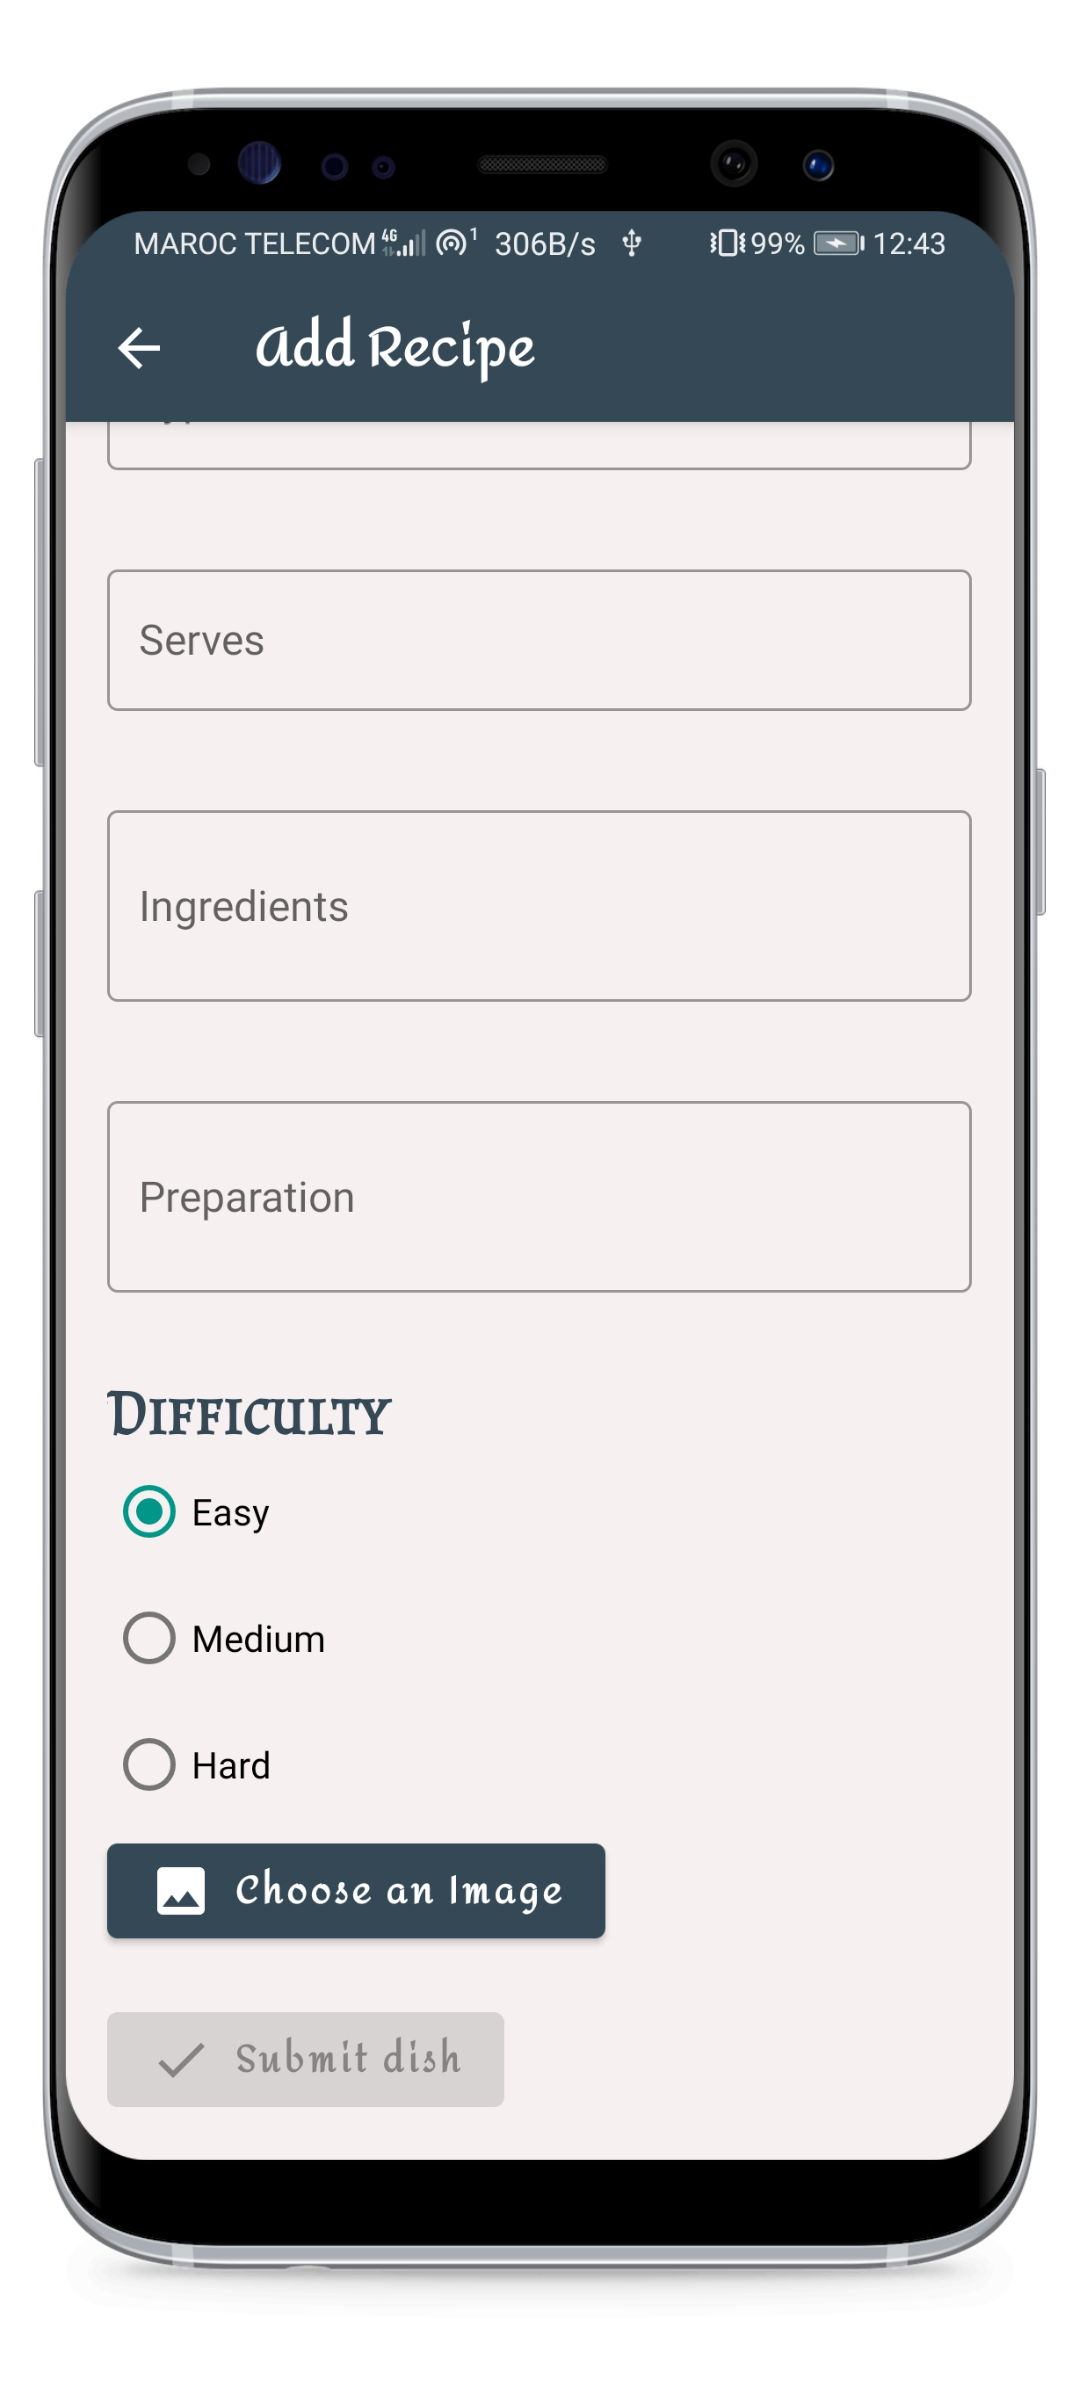 MAROC TELECOM 4G 1 306B/s 99% 12:43
Add Recipe
Serves
Ingredients
Preparation
DIFFICULTY
Easy
Medium
Hard
Choose an Image
Submit dish